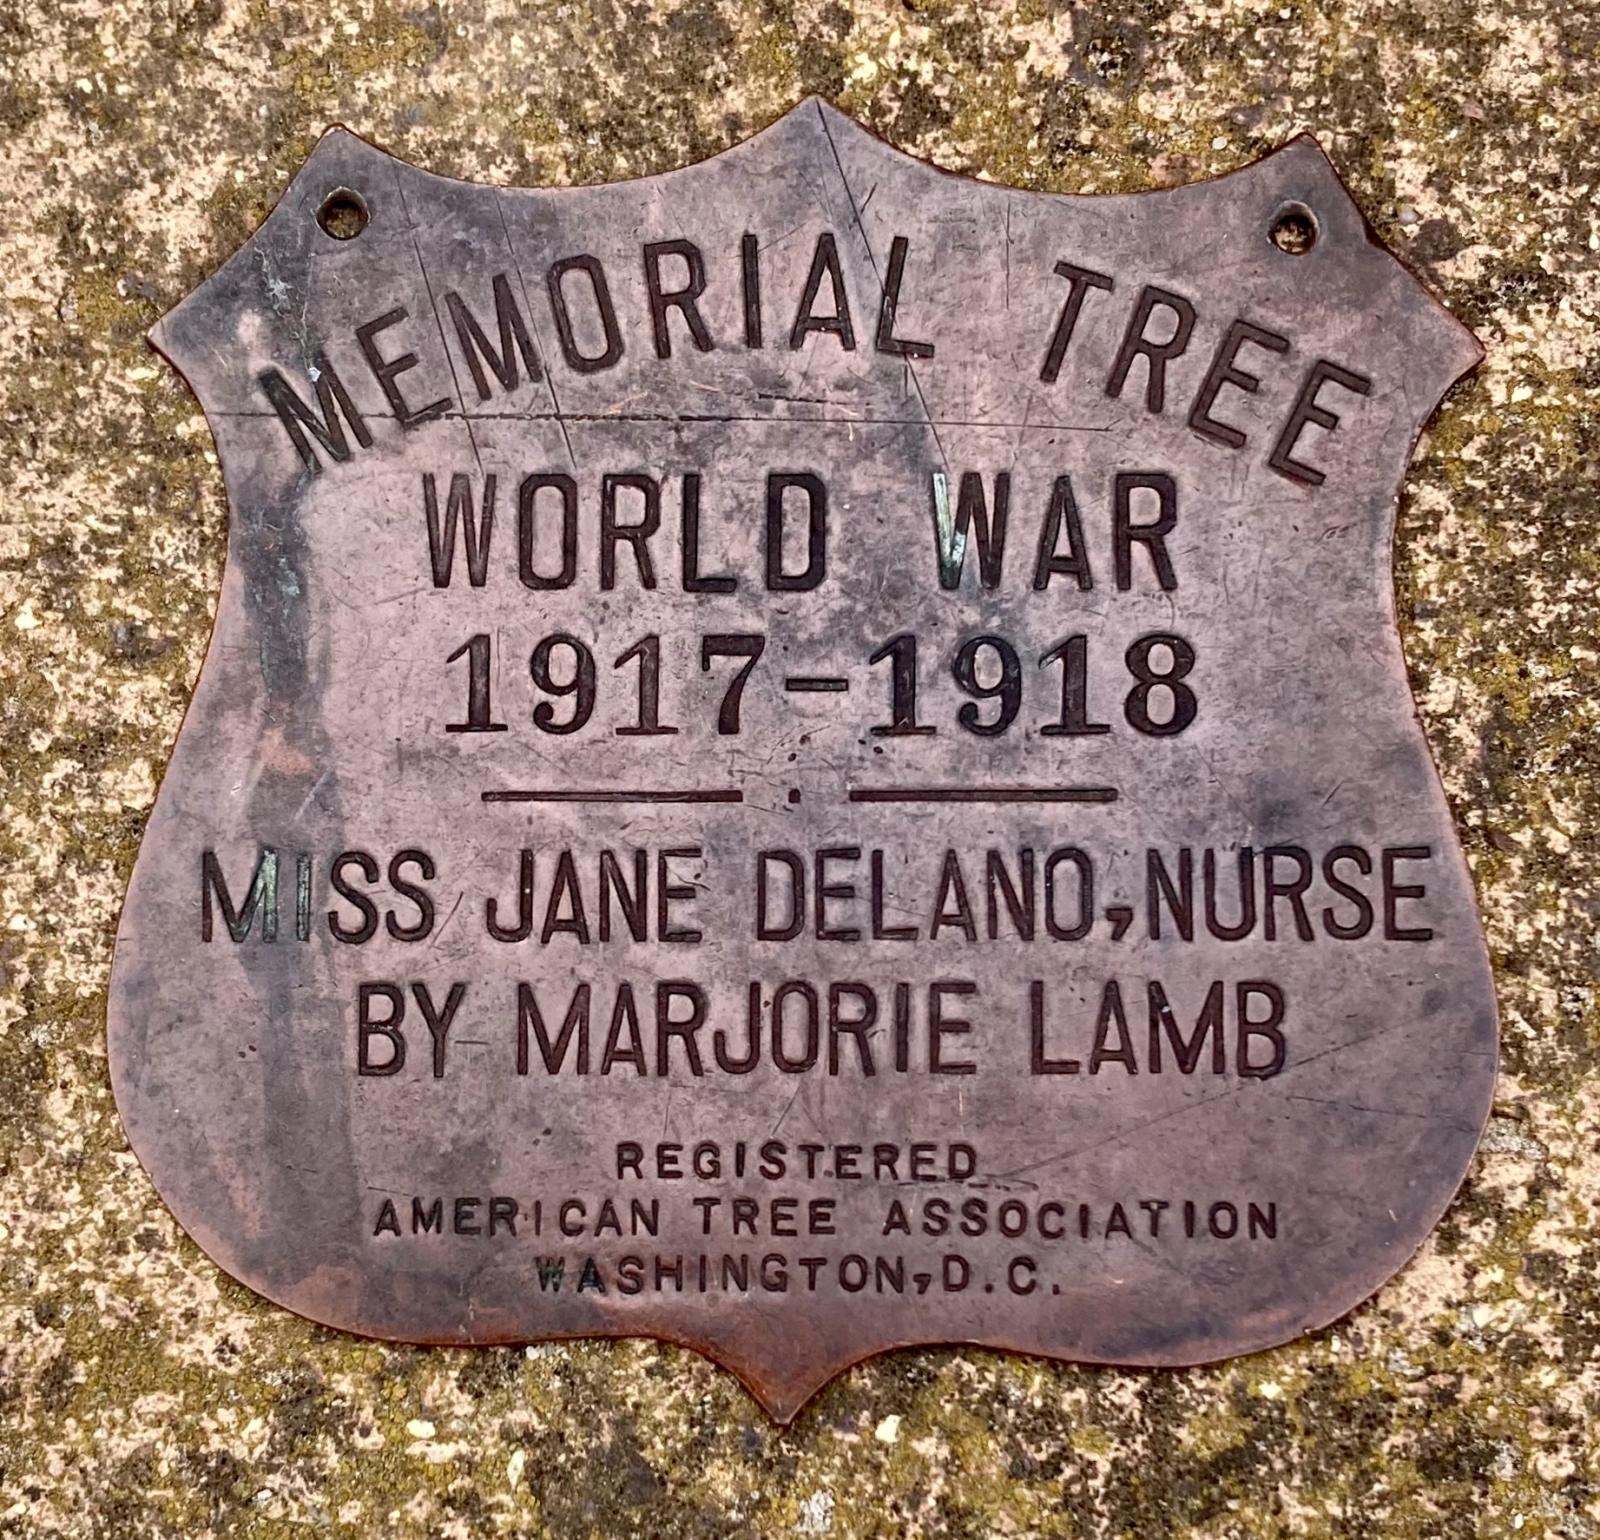 MEMORIAL TREE
WORLD WAR
1917-1918
MISS JANE DELANO, NURSE
BY MARJORIE LAMB
REGISTERED
AMERICAN TREE ASSOCIATION
WASHINGTON, D.C.